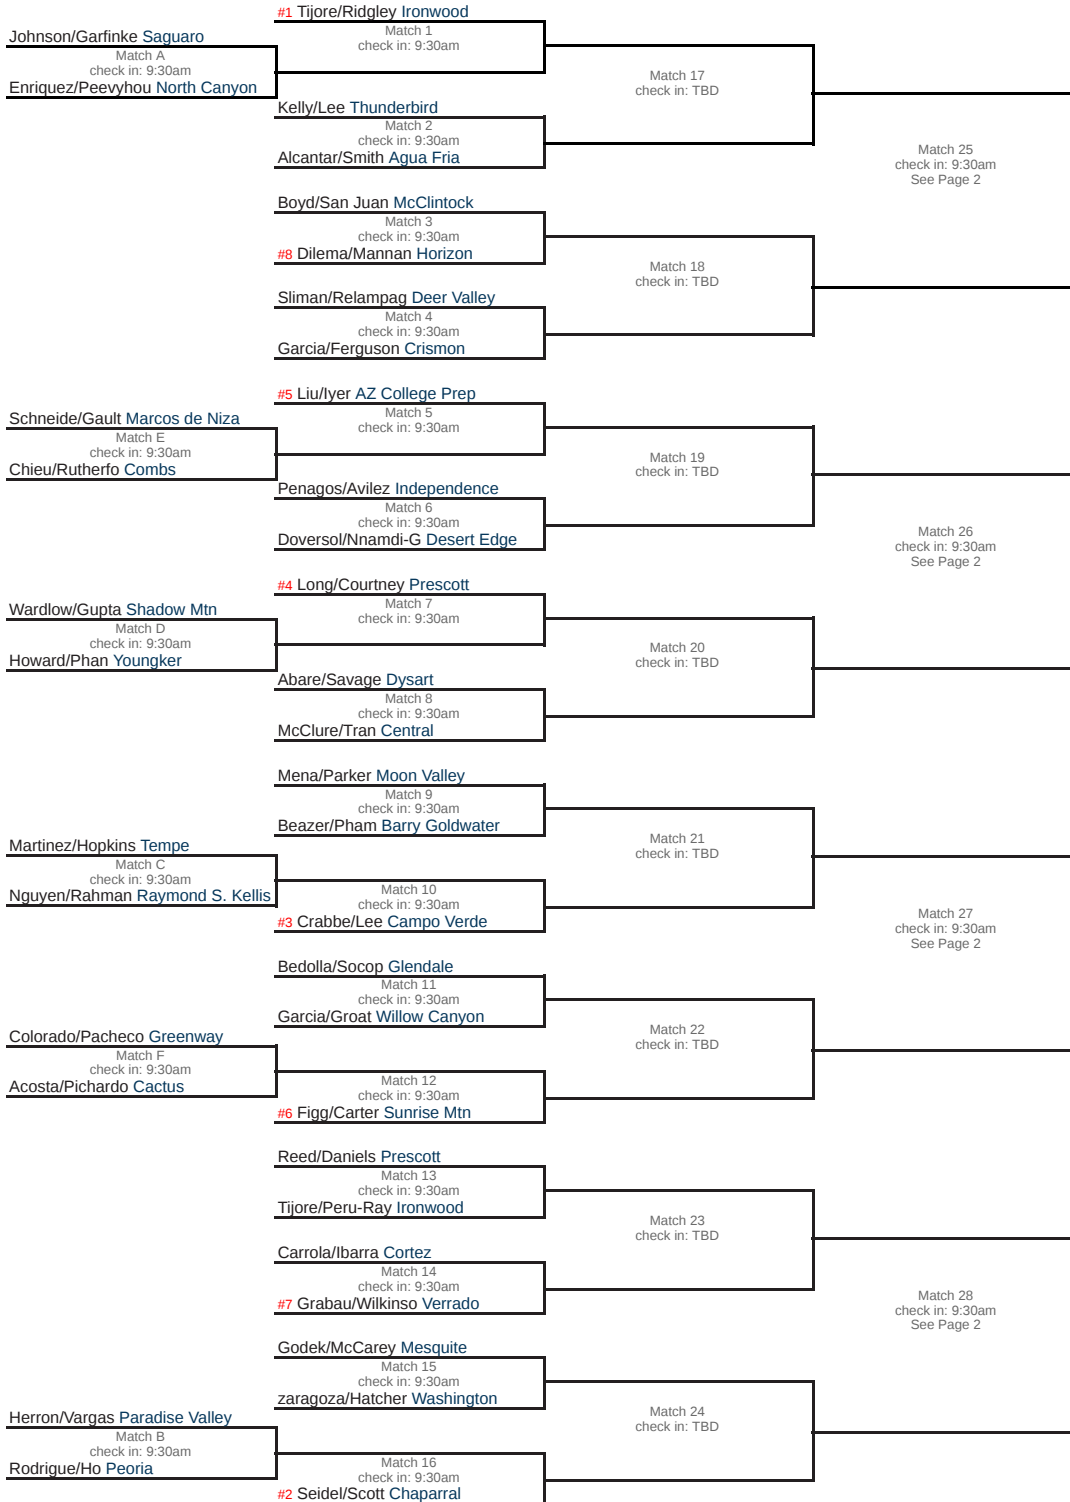 #1 Tijore/Ridgley Ironwood
Johnson/Garfinke Saguaro
Match 1
check in: 9:30am
Match A
check in: 9:30am
Enriquez/Peevyhou North Canyon
Match 17
check in: TBD
Kelly/Lee Thunderbird
Match 2
check in: 9:30am
Alcantar/Smith Agua Fria
Match 25
check in: 9:30am
See Page 2
Boyd/San Juan McClintock
Match 3
check in: 9:30am
#8 Dilema/Mannan Horizon
Match 18
check in: TBD
Sliman/Relampag Deer Valley
Match 4
check in: 9:30am
Garcia/Ferguson Crismon
#5 Liu/Iyer AZ College Prep
Schneide/Gault Marcos de Niza
Match 5
check in: 9:30am
Match E
check in: 9:30am
Chieu/Rutherfo Combs
Match 19
check in: TBD
Penagos/Avilez Independence
Match 6
check in: 9:30am
Doversol/Nnamdi-G Desert Edge
Match 26
check in: 9:30am
See Page 2
#4 Long/Courtney Prescott
Wardlow/Gupta Shadow Mtn
Match 7
check in: 9:30am
Match D
check in: 9:30am
Howard/Phan Youngker
Match 20
check in: TBD
Abare/Savage Dysart
Match 8
check in: 9:30am
McClure/Tran Central
Mena/Parker Moon Valley
Match 9
check in: 9:30am
Beazer/Pham Barry Goldwater
Match 21
check in: TBD
Martinez/Hopkins Tempe
Match C
check in: 9:30am
Nguyen/Rahman Raymond S. Kellis
Match 10
check in: 9:30am
#3 Crabbe/Lee Campo Verde
Match 27
check in: 9:30am
See Page 2
Bedolla/Socop Glendale
Match 11
check in: 9:30am
Garcia/Groat Willow Canyon
Match 22
check in: TBD
Colorado/Pacheco Greenway
Match F
check in: 9:30am
Acosta/Pichardo Cactus
Match 12
check in: 9:30am
#6 Figg/Carter Sunrise Mtn
Reed/Daniels Prescott
Match 13
check in: 9:30am
Tijore/Peru-Ray Ironwood
Match 23
check in: TBD
Carrola/Ibarra Cortez
Match 14
check in: 9:30am
#7 Grabau/Wilkinso Verrado
Match 28
check in: 9:30am
See Page 2
Godek/McCarey Mesquite
Match 15
check in: 9:30am
zaragoza/Hatcher Washington
Match 24
check in: TBD
Herron/Vargas Paradise Valley
Match B
check in: 9:30am
Rodrigue/Ho Peoria
Match 16
check in: 9:30am
#2 Seidel/Scott Chaparral